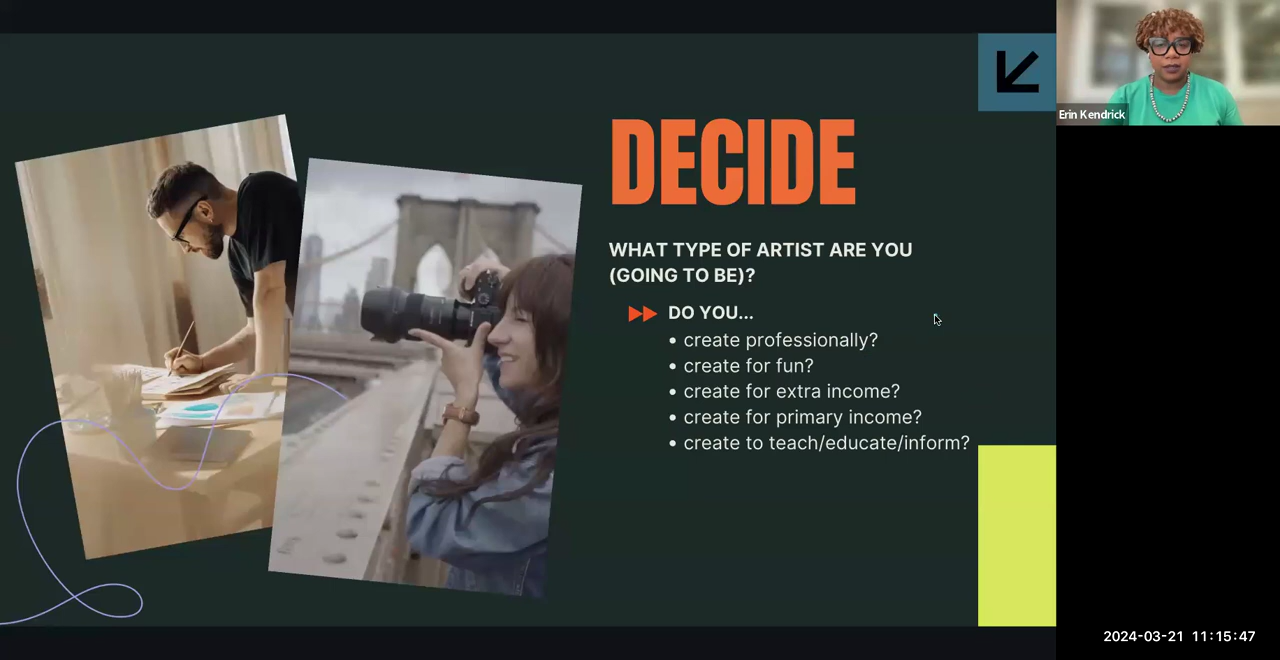 DECIDE
WHAT TYPE OF ARTIST ARE YOU
(GOING TO BE)?
DO YOU...
• create professionally?
• create for fun?
• create for extra income?
• create for primary income?
• create to teach/educate/inform?
Erin Kendrick
2024-03-21 11:15:47